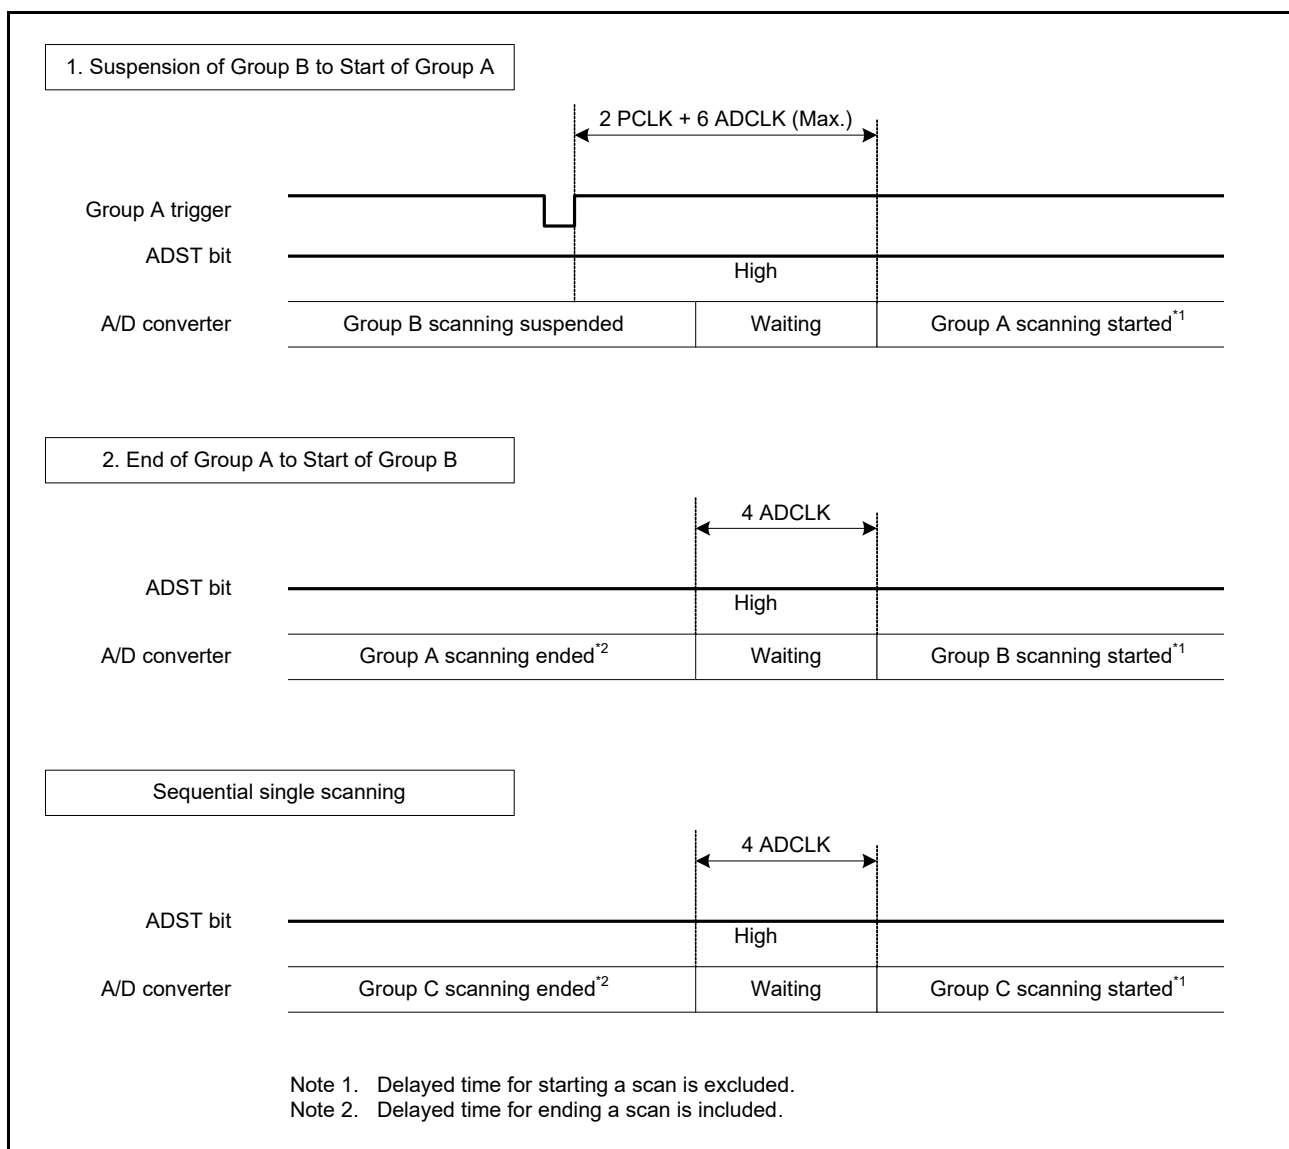 1. Suspension of Group B to Start of Group A
2 PCLK + 6 ADCLK (Max.)
Group A trigger
ADST bit
High
A/D converter
Group B scanning suspended
Waiting
Group A scanning started*1
2. End of Group A to Start of Group B
4 ADCLK
ADST bit
High
A/D converter
Group A scanning ended*2
Waiting
Group B scanning started*1
Sequential single scanning
4 ADCLK
ADST bit
High
A/D converter
Group C scanning ended*2
Waiting
Group C scanning started*1
Note 1. Delayed time for starting a scan is excluded.
Note 2. Delayed time for ending a scan is included.